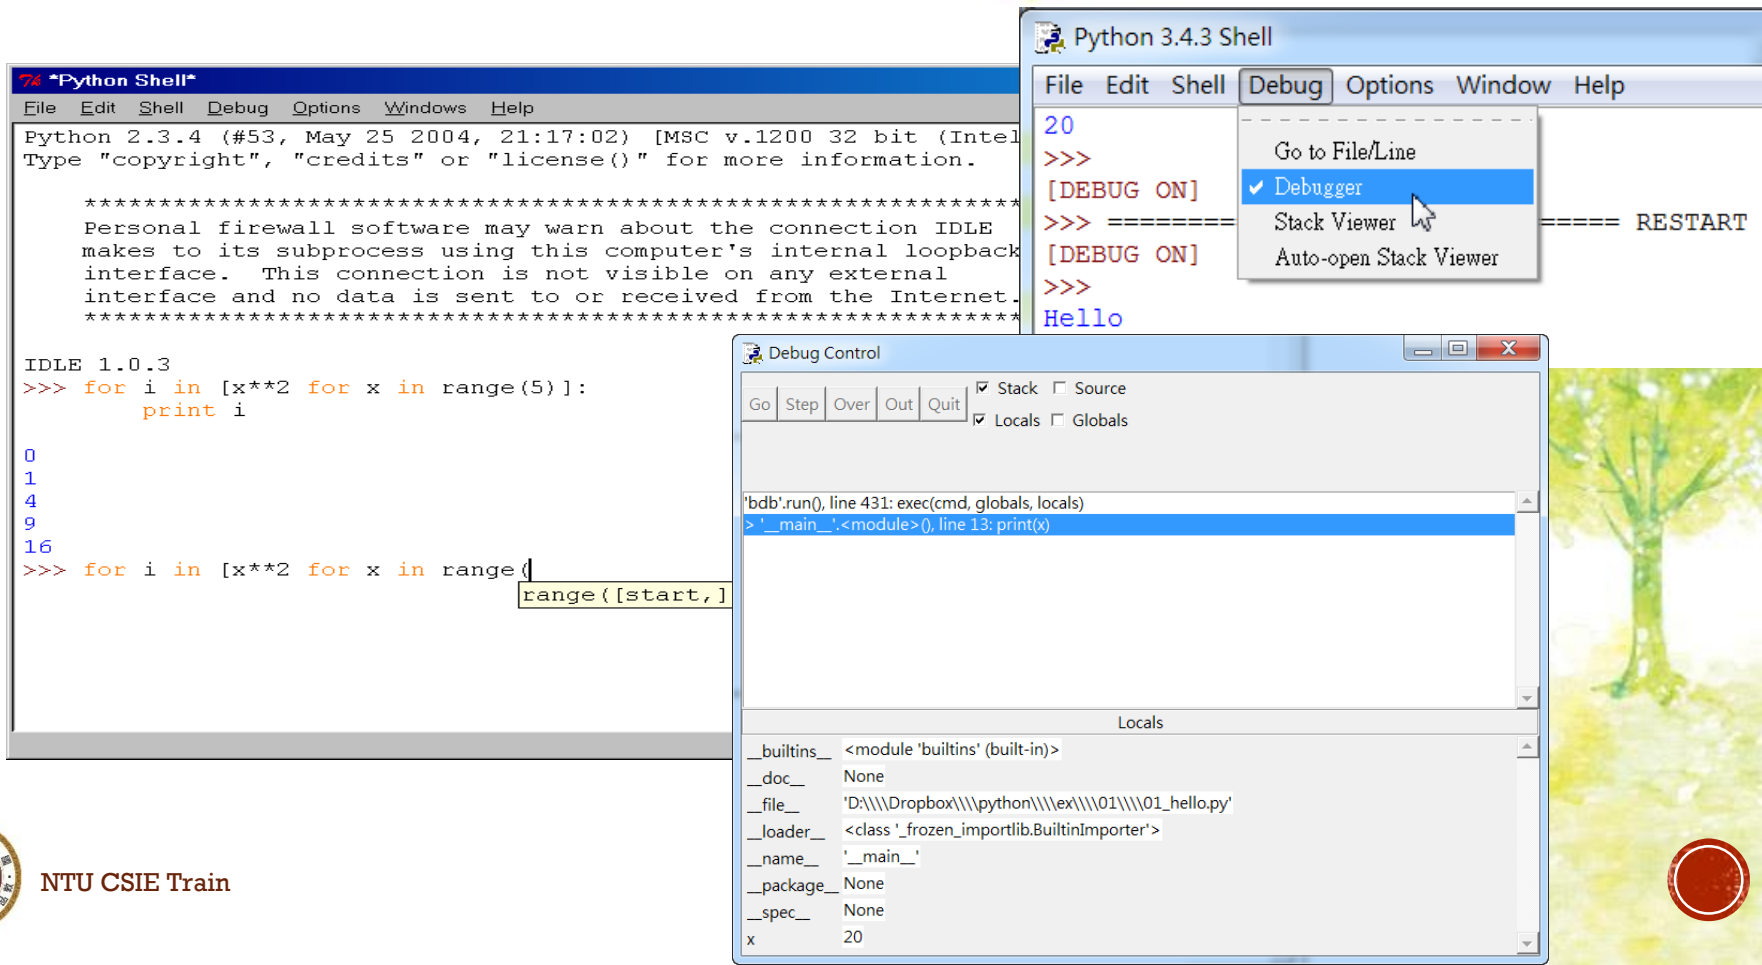 *Python Shell*
File Edit Shell Debug Options Windows Help
Python 2.3.4 (#53, May 25 2004, 21:17:02) [MSC v.1200 32 bit (Intel
Type "copyright", "credits" or "license()" for more information.
****************************************************************
Personal firewall software may warn about the connection IDLE
makes to its subprocess using this computer's internal loopback
interface.  This connection is not visible on any external
interface and no data is sent to or received from the Internet.
****************************************************************
IDLE 1.0.3
>>> for i in [x**2 for x in range(5)]:
print i
0
1
4
9
16
>>> for i in [x**2 for x in range(
range([start,]
Python 3.4.3 Shell
File Edit Shell Debug Options Window Help
20
>>>
[DEBUG ON]
>>> ======== ===== RESTART
[DEBUG ON]
>>>
Hello
Go to File/Line
Debugger
Stack Viewer
Auto-open Stack Viewer
Debug Control
Go Step Over Out Quit
Stack Source
Locals Globals
'bdb'.run(), line 431: exec(cmd, globals, locals)
> '__main__'.<module>(), line 13: print(x)
Locals
__builtins__ <module 'builtins' (built-in)>
__doc__ None
__file__ 'D:\\\\Dropbox\\\\python\\\\ex\\\\01\\\\01_hello.py'
__loader__ <class '_frozen_importlib.BuiltinImporter'>
__name__ '__main__'
__package__ None
__spec__ None
x 20
NTU CSIE Train